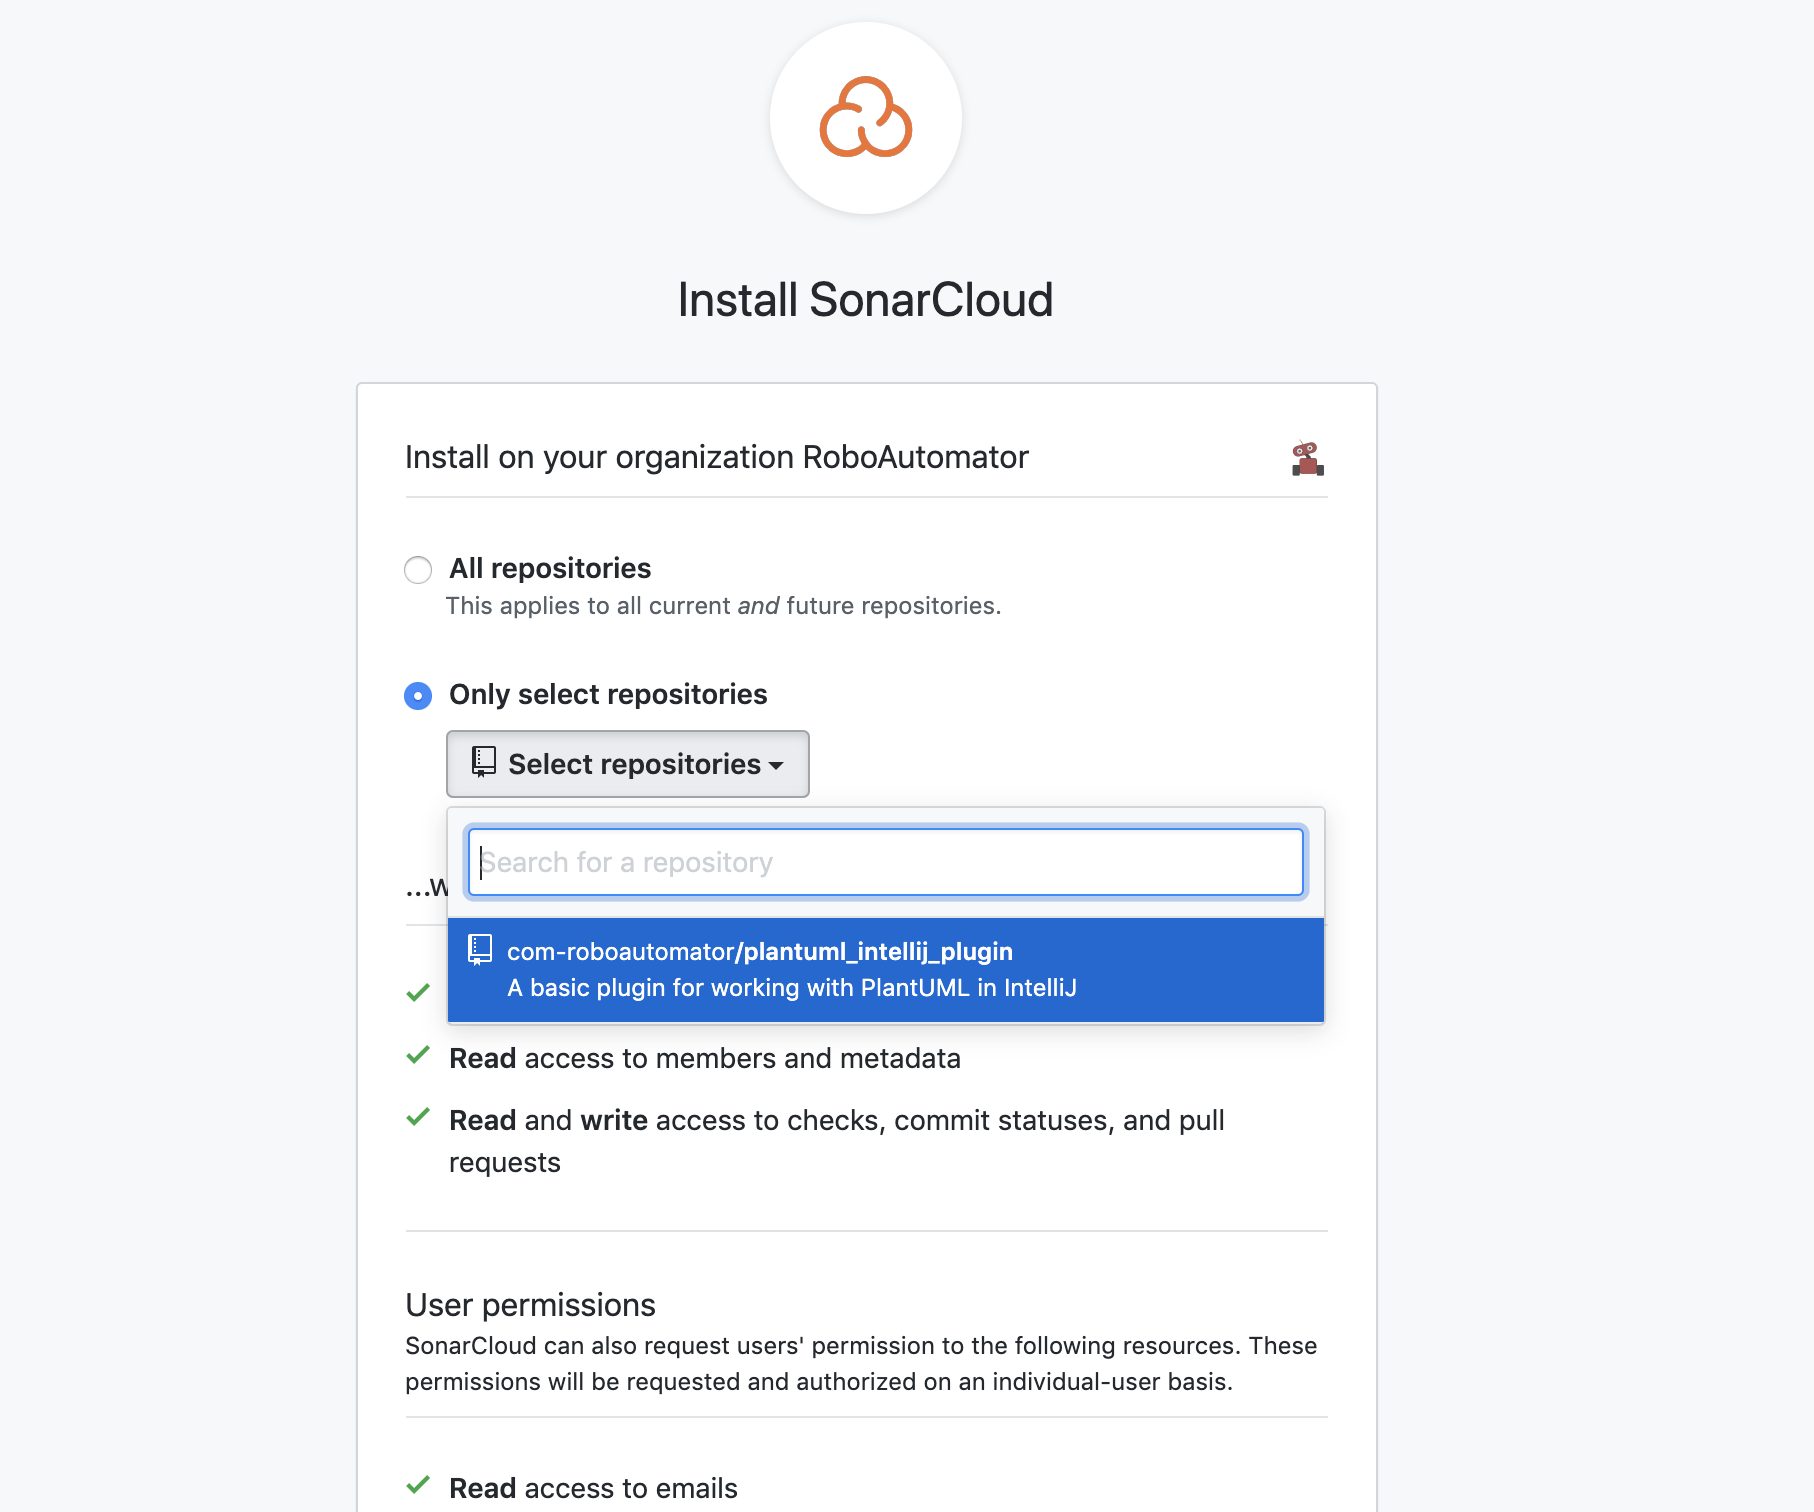 Install SonarCloud
Install on your organization RoboAutomator
All repositories
This applies to all current and future repositories.
Only select repositories
Select repositories
Search for a repository
...w
com-roboautomator/plantuml_intellij_plugin
A basic plugin for working with PlantUML in IntelliJ
Read access to members and metadata
Read and write access to checks, commit statuses, and pull
requests
User permissions
SonarCloud can also request users' permission to the following resources. These
permissions will be requested and authorized on an individual-user basis.
Read access to emails